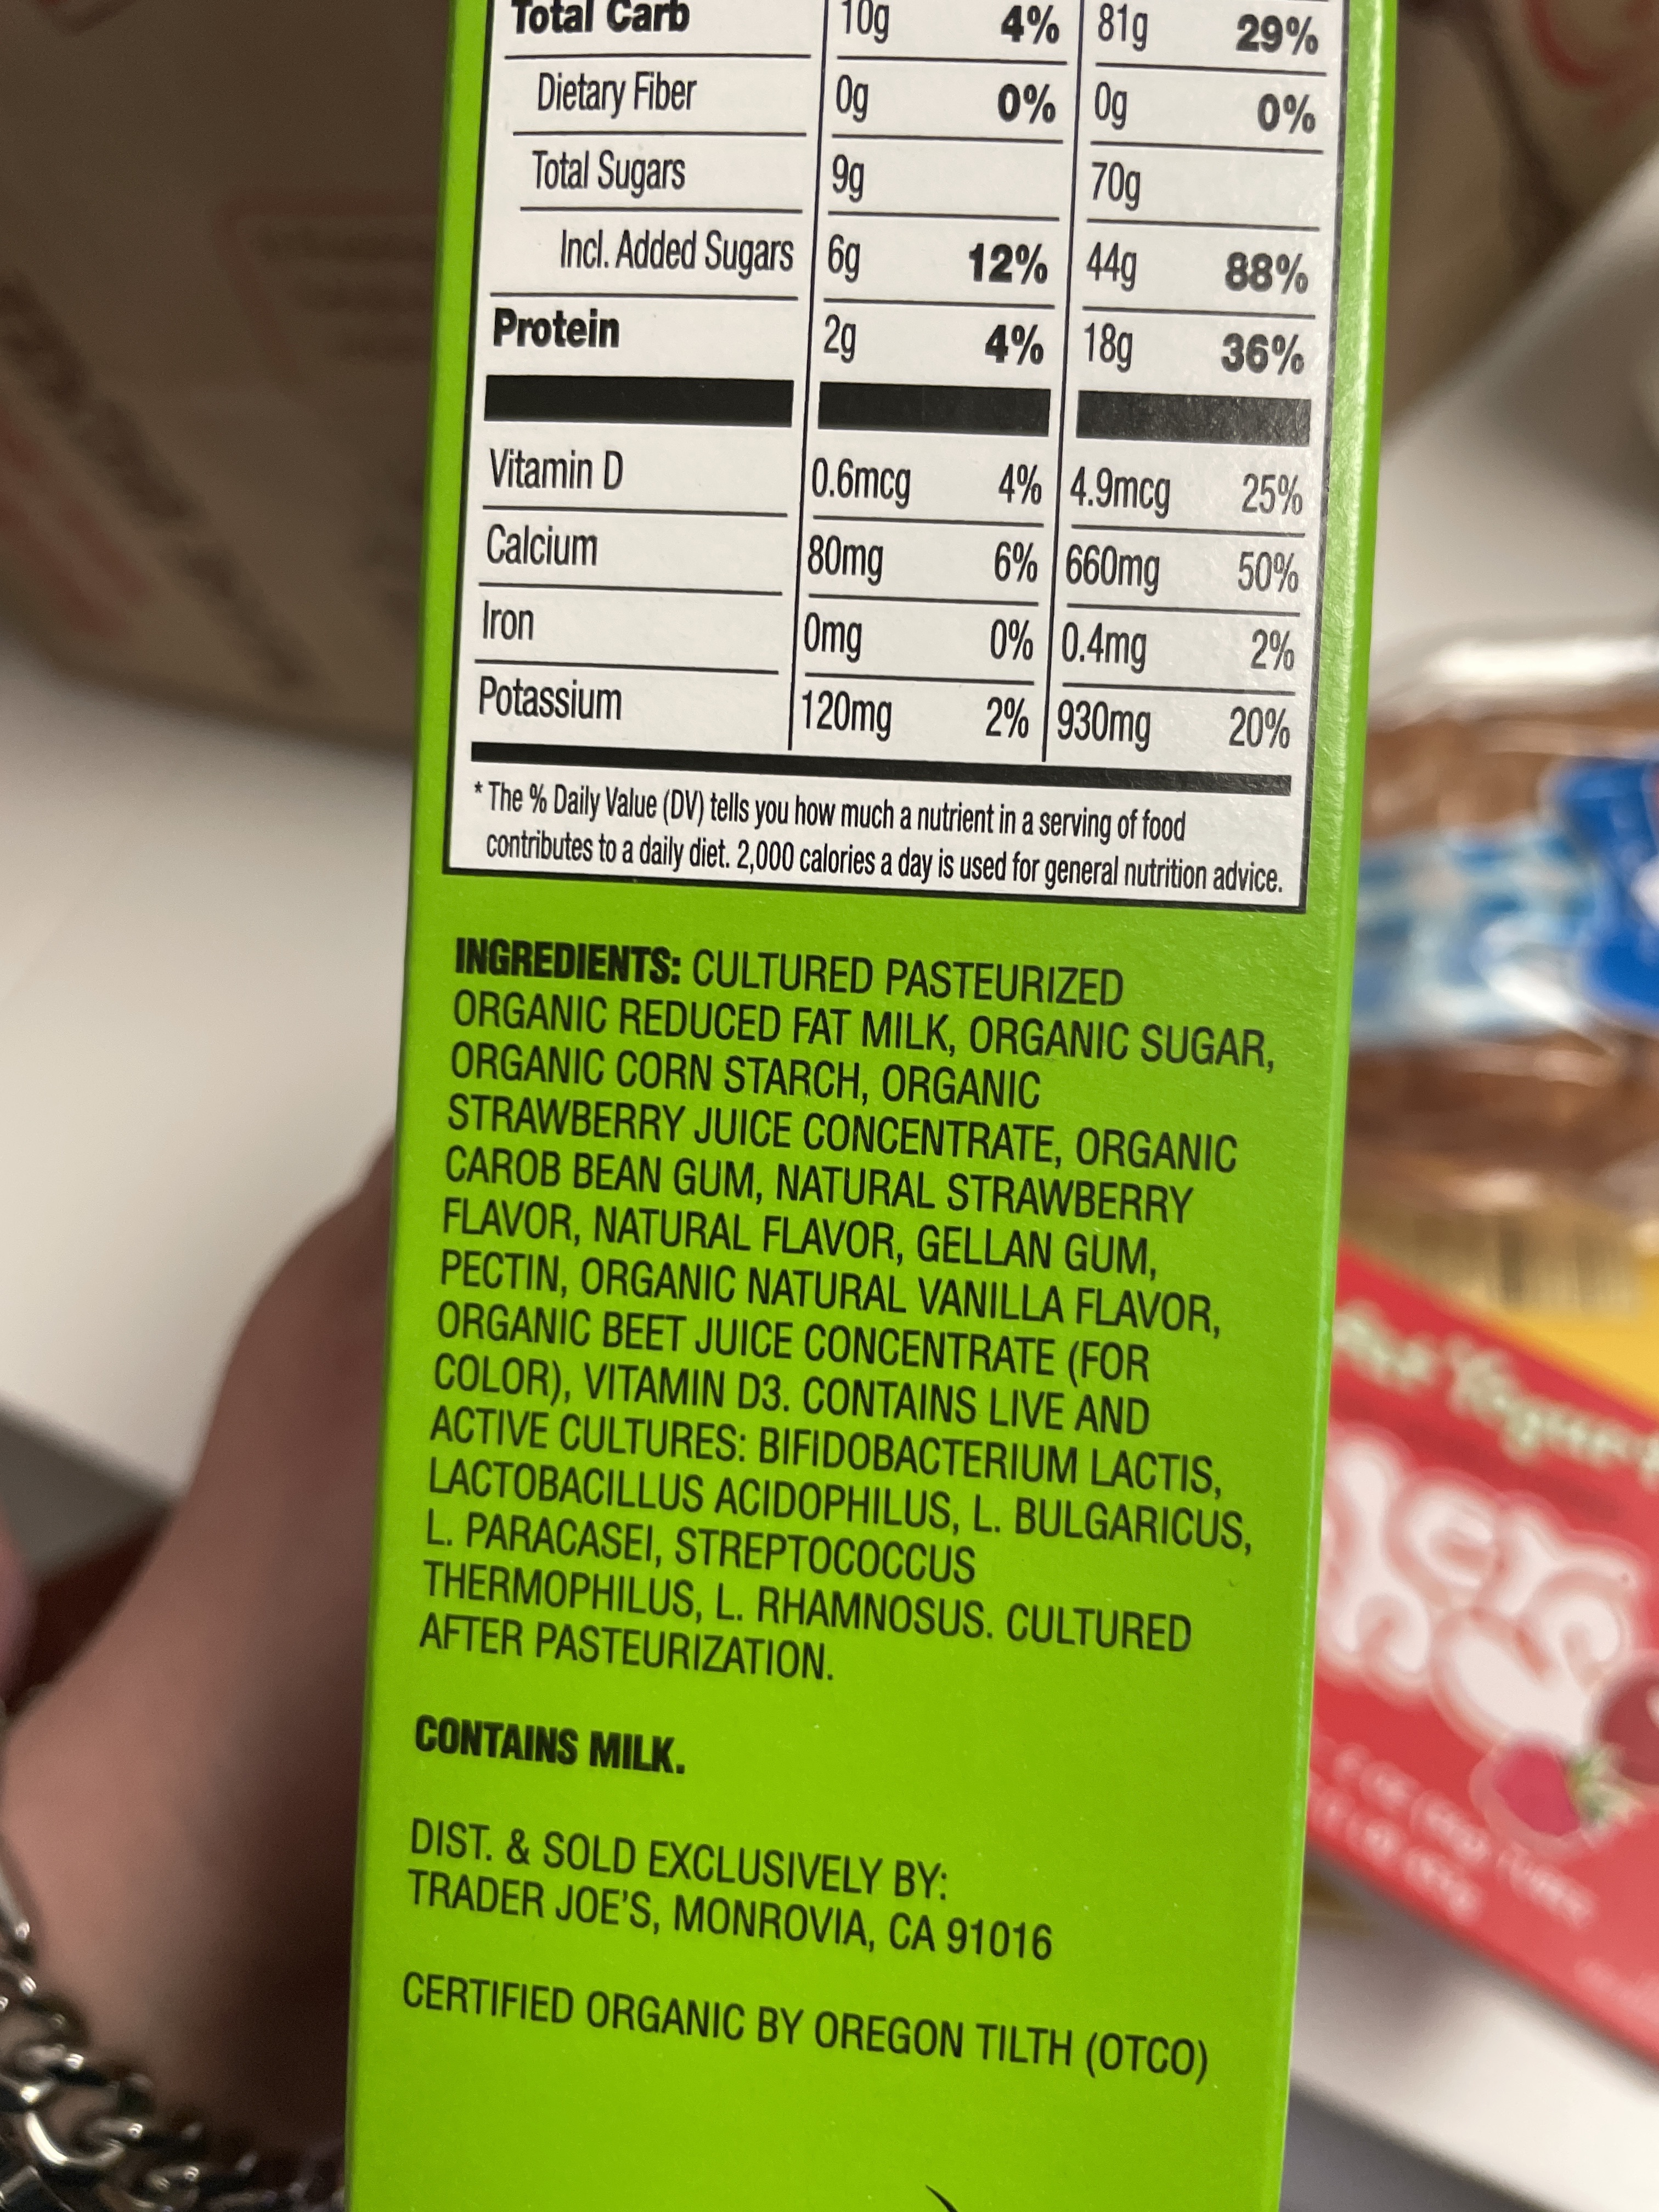 Total Carb 10g 4% 81g 29%
Dietary Fiber 0g 0% 0g 0%
Total Sugars 9g 70g
Incl. Added Sugars 6g 12% 44g 88%
Protein 2g 4% 18g 36%
Vitamin D 0.6mcg 4% 4.9mcg 25%
Calcium 80mg 6% 660mg 50%
Iron 0mg 0% 0.4mg 2%
Potassium 120mg 2% 930mg 20%
* The % Daily Value (DV) tells you how much a nutrient in a serving of food
contributes to a daily diet. 2,000 calories a day is used for general nutrition advice.
INGREDIENTS: CULTURED PASTEURIZED
ORGANIC REDUCED FAT MILK, ORGANIC SUGAR,
ORGANIC CORN STARCH, ORGANIC
STRAWBERRY JUICE CONCENTRATE, ORGANIC
CAROB BEAN GUM, NATURAL STRAWBERRY
FLAVOR, NATURAL FLAVOR, GELLAN GUM,
PECTIN, ORGANIC NATURAL VANILLA FLAVOR,
ORGANIC BEET JUICE CONCENTRATE (FOR
COLOR), VITAMIN D3. CONTAINS LIVE AND
ACTIVE CULTURES: BIFIDOBACTERIUM LACTIS,
LACTOBACILLUS ACIDOPHILUS, L. BULGARICUS,
L. PARACASEI, STREPTOCOCCUS
THERMOPHILUS, L. RHAMNOSUS. CULTURED
AFTER PASTEURIZATION.
CONTAINS MILK.
DIST. & SOLD EXCLUSIVELY BY:
TRADER JOE'S, MONROVIA, CA 91016
CERTIFIED ORGANIC BY OREGON TILTH (OTCO)